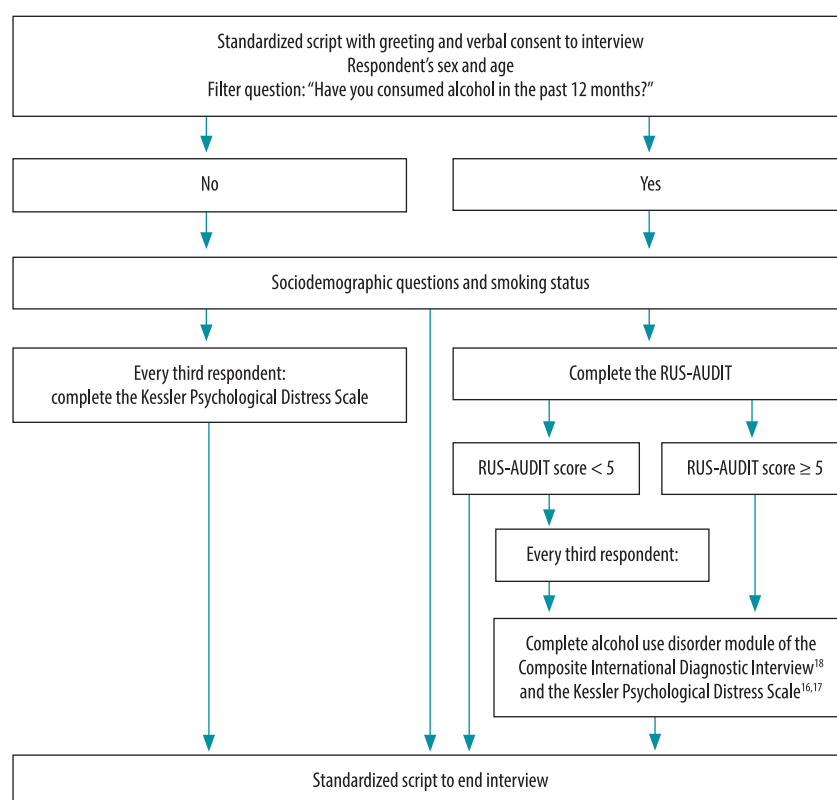 Standardized script with greeting and verbal consent to interview
Respondent’s sex and age
Filter question: “Have you consumed alcohol in the past 12 months?”
No
Yes
Sociodemographic questions and smoking status
Every third respondent:
complete the Kessler Psychological Distress Scale
Complete the RUS-AUDIT
RUS-AUDIT score < 5
RUS-AUDIT score ≥ 5
Every third respondent:
Complete alcohol use disorder module of the
Composite International Diagnostic Interview18
and the Kessler Psychological Distress Scale16,17
Standardized script to end interview